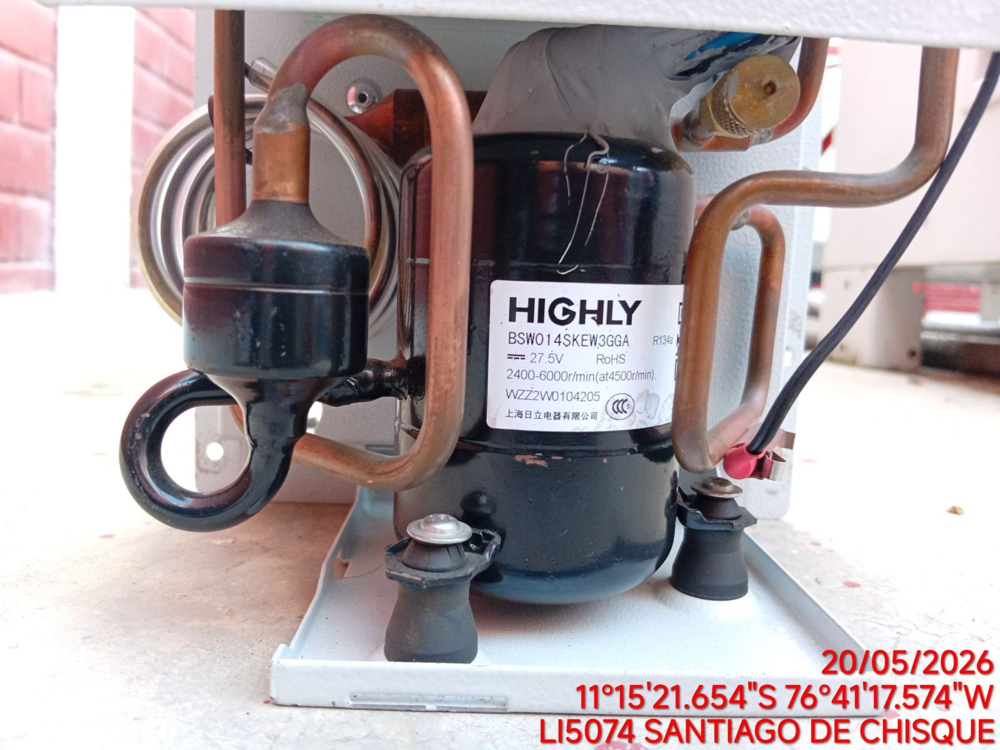 HIGHLY
BSW014SKEW3GGA R134a
27.5V RoHS
2400-6000r/min(at4500r/min).
WZZ2W0104205
CCC S
上海日立电器有限公司
20/05/2026
11°15'21.654"S 76°41'17.574"W
LI5074 SANTIAGO DE CHISQUE